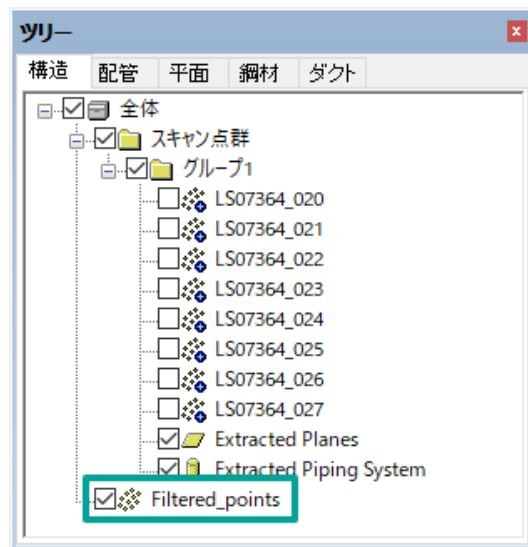 ツリー
構造 配管 平面 鋼材 ダクト
全体
スキャン点群
グループ1
LS07364_020
LS07364_021
LS07364_022
LS07364_023
LS07364_024
LS07364_025
LS07364_026
LS07364_027
Extracted Planes
Extracted Piping System
Filtered_points